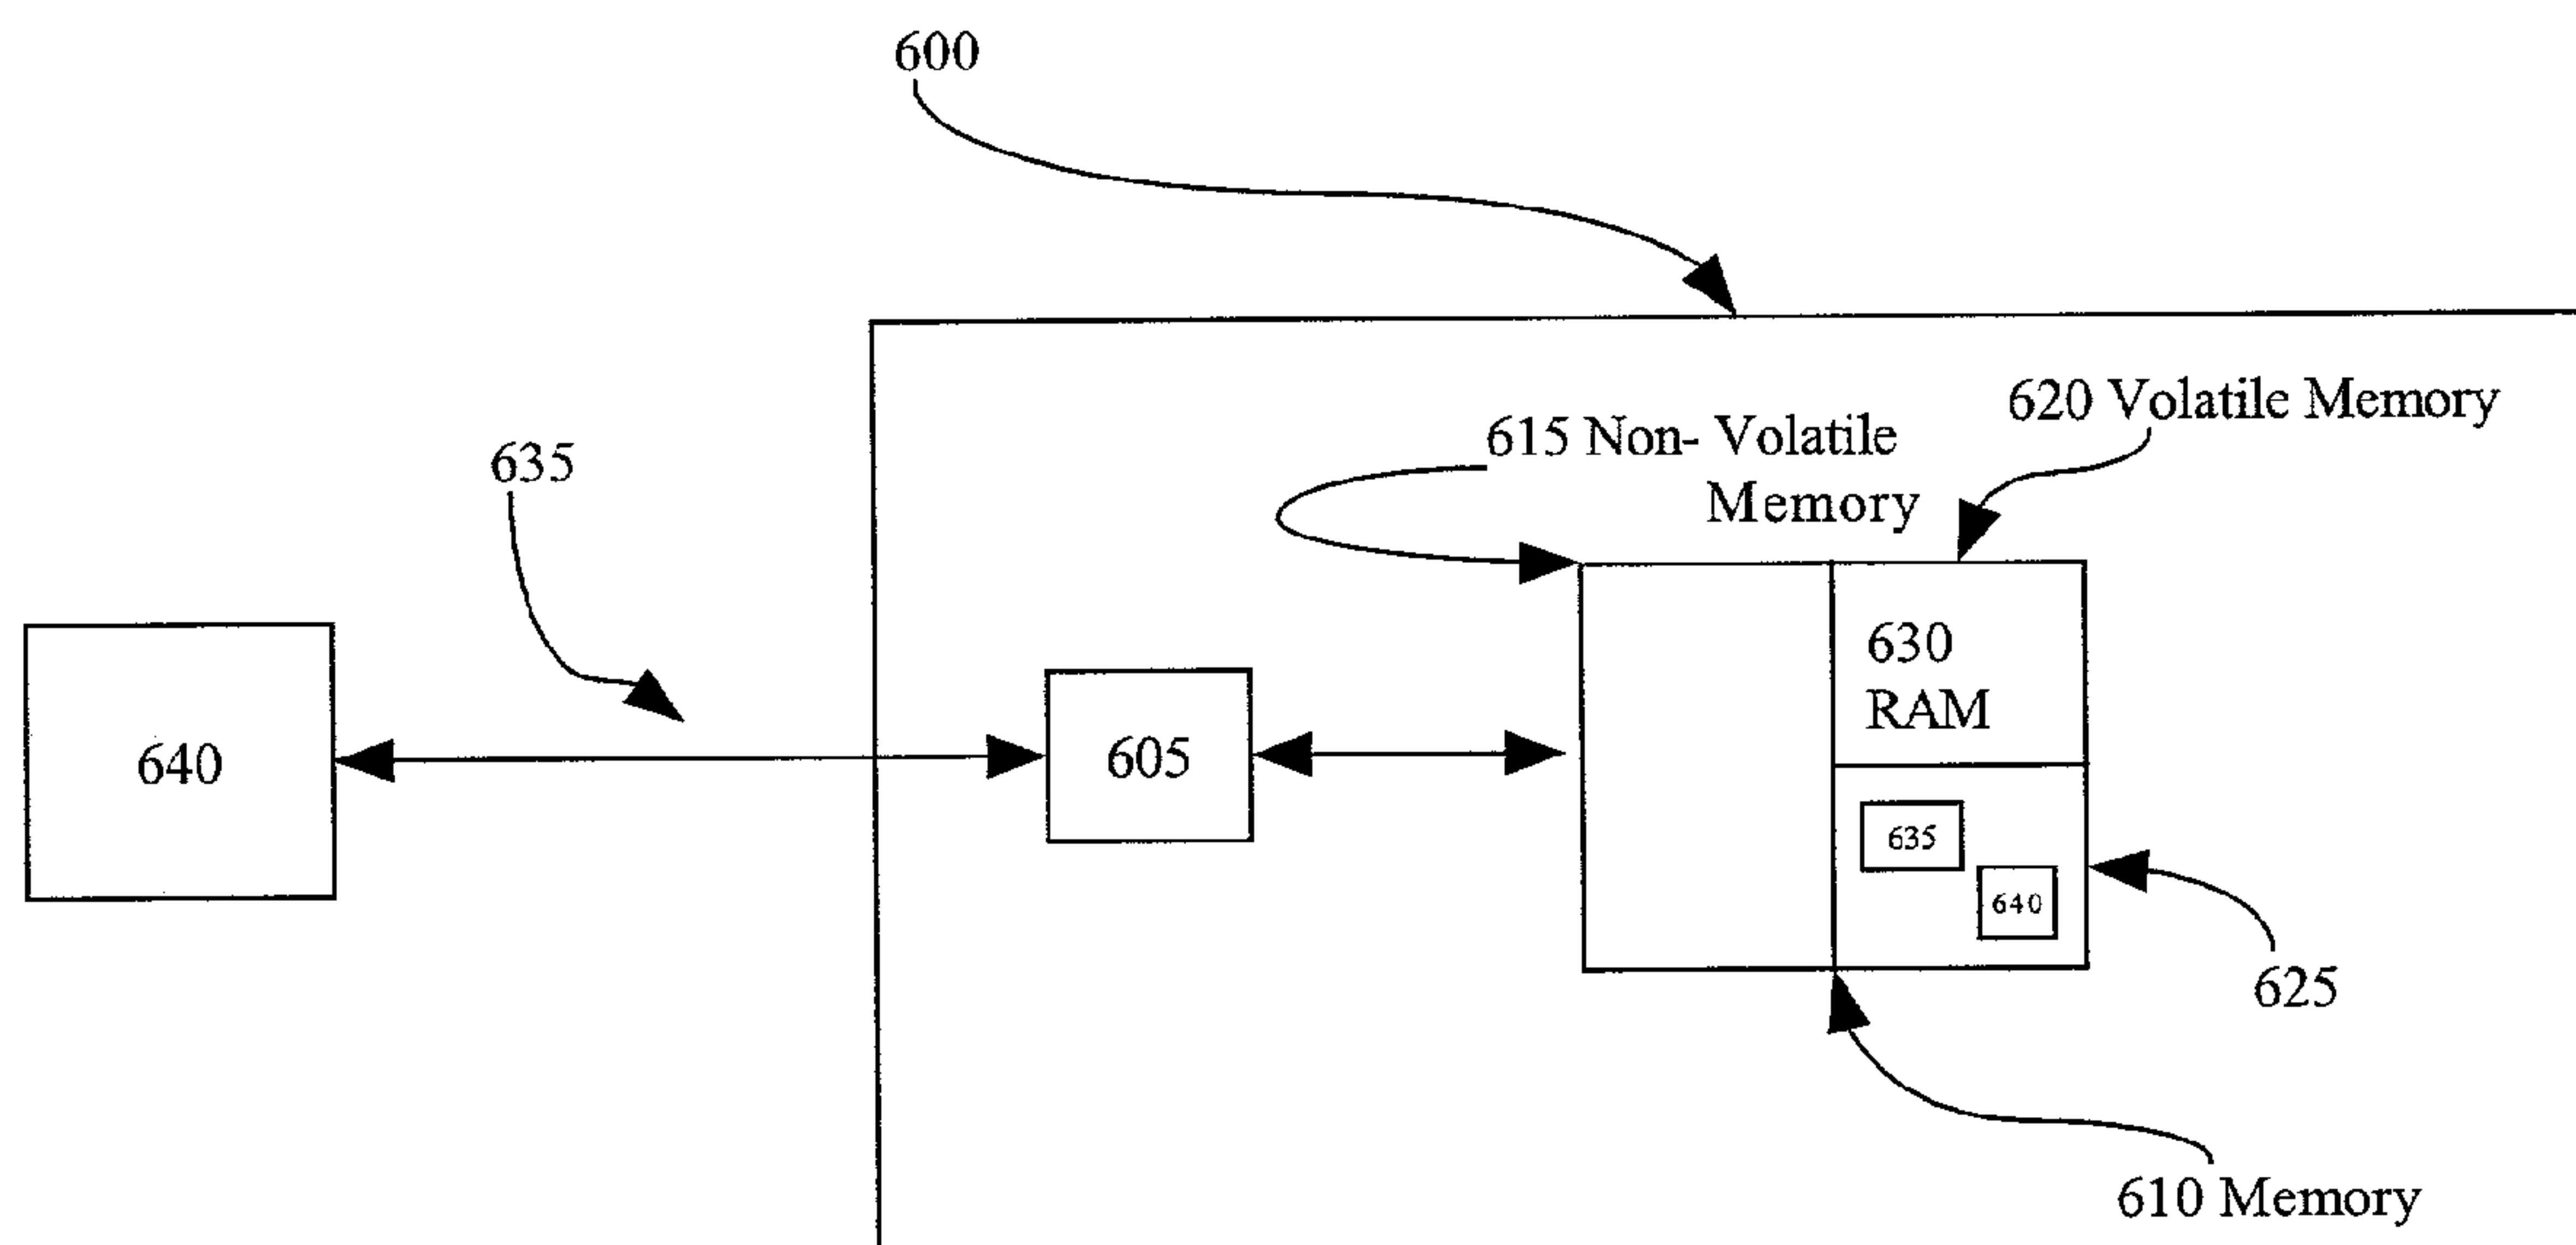 600
620 Volatile Memory
615 Non- Volatile
Memory
635
630
RAM
640
605
635
640
625
610 Memory